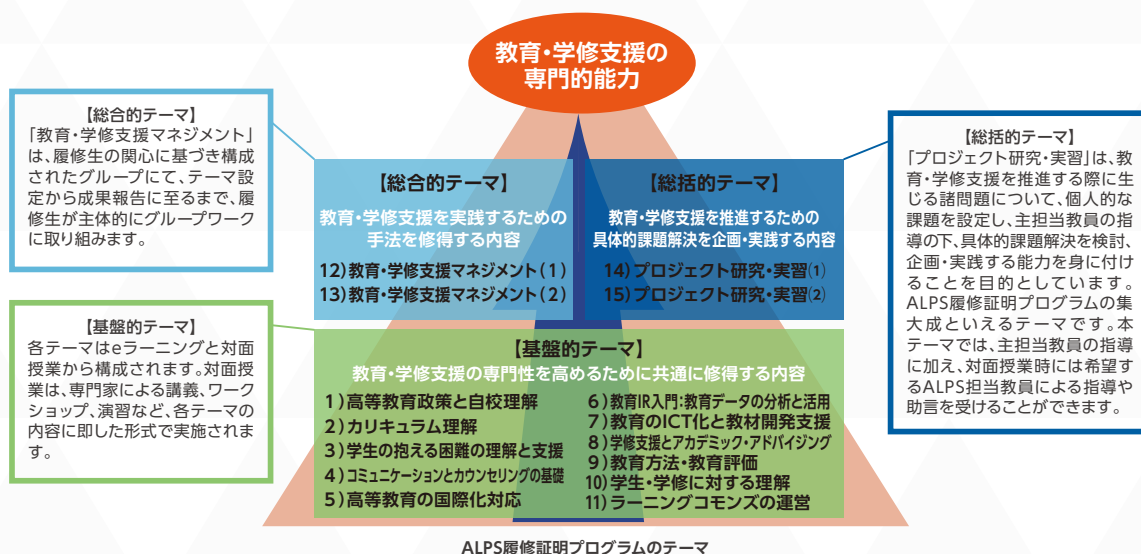 教育・学修支援の
専門的能力
【総合的テーマ】
「教育・学修支援マネジメント」
は、履修生の関心に基づき構成
されたグループにて、テーマ設
定から成果報告に至るまで、履
修生が主体的にグループワーク
に取り組みます。
【基盤的テーマ】
各テーマはeラーニングと対面
授業から構成されます。対面授
業は、専門家による講義、ワーク
ショップ、演習など、各テーマの
内容に即した形式で実施されま
す。
【総合的テーマ】
教育・学修支援を実践するための
手法を修得する内容
12)教育・学修支援マネジメント(1)
13)教育・学修支援マネジメント(2)
【総括的テーマ】
教育・学修支援を推進するための
具体的課題解決を企画・実践する内容
14)プロジェクト研究・実習(1)
15)プロジェクト研究・実習(2)
【基盤的テーマ】
教育・学修支援の専門性を高めるために共通に修得する内容
1)高等教育政策と自校理解
2)カリキュラム理解
3)学生の抱える困難の理解と支援
4)コミュニケーションとカウンセリングの基礎
5)高等教育の国際化対応
6)教育IR入門:教育データの分析と活用
7)教育のICT化と教材開発支援
8)学修支援とアカデミック・アドバイジング
9)教育方法・教育評価
10)学生・学修に対する理解
11)ラーニングコモンズの運営
【総括的テーマ】
「プロジェクト研究・実習」は、教
育・学修支援を推進する際に生
じる諸問題について、個人的な
課題を設定し、主担当教員の指
導の下、具体的課題解決を検討、
企画・実践する能力を身に付け
ることを目的としています。
ALPS履修証明プログラムの集
大成といえるテーマです。本
テーマでは、主担当教員の指導
に加え、対面授業時には希望す
るALPS担当教員による指導や
助言を受けることができます。
ALPS履修証明プログラムのテーマ